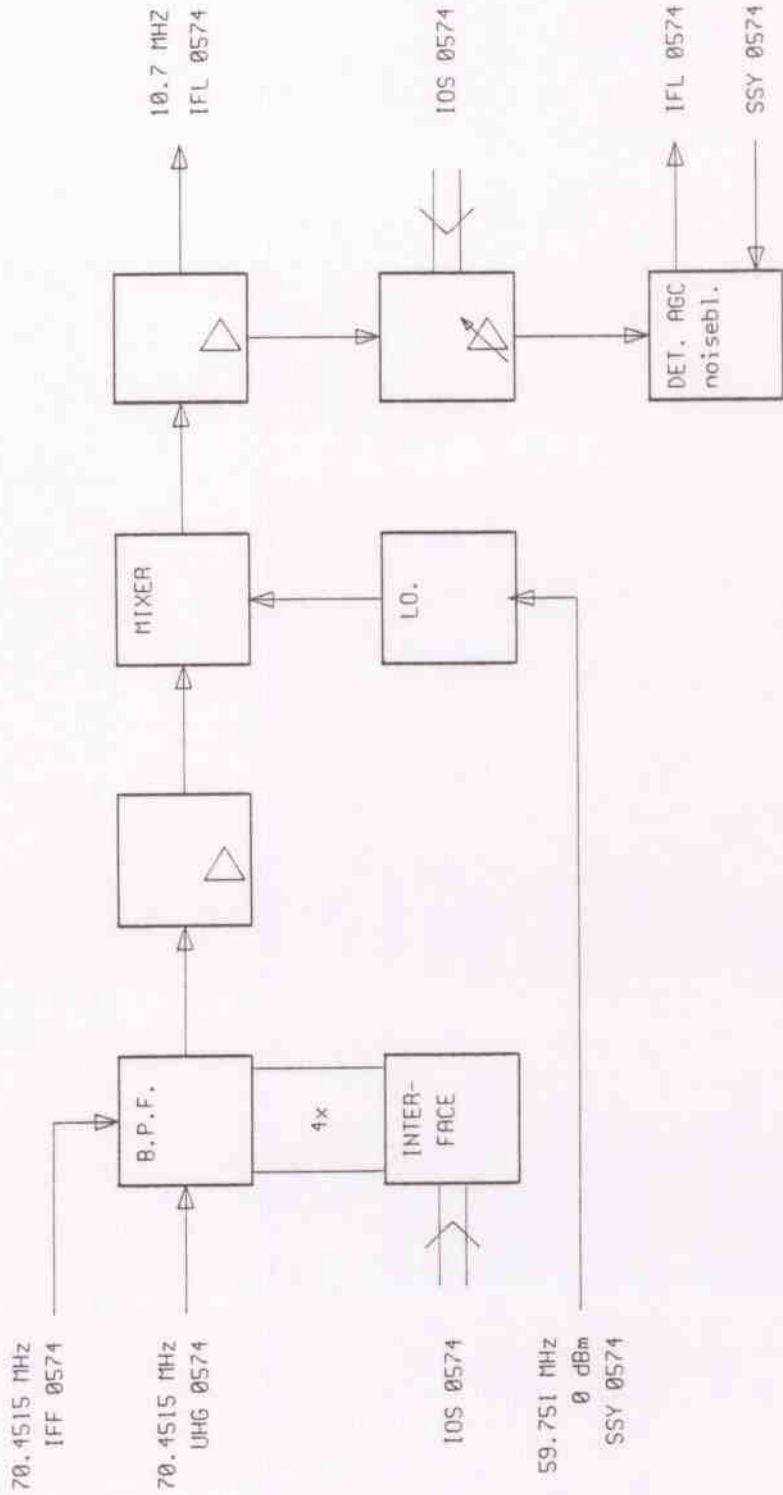 70.4515 MHz
IFF 0574
70.4515 MHz
UHG 0574
B.P.F.
MIXER
10.7 MHZ
IFL 0574
4x
INTER-
FACE
IOS 0574
LO.
IOS 0574
59.751 MHz
0 dBm
SSY 0574
DET. AGC
noisebl.
IFL 0574
SSY 0574